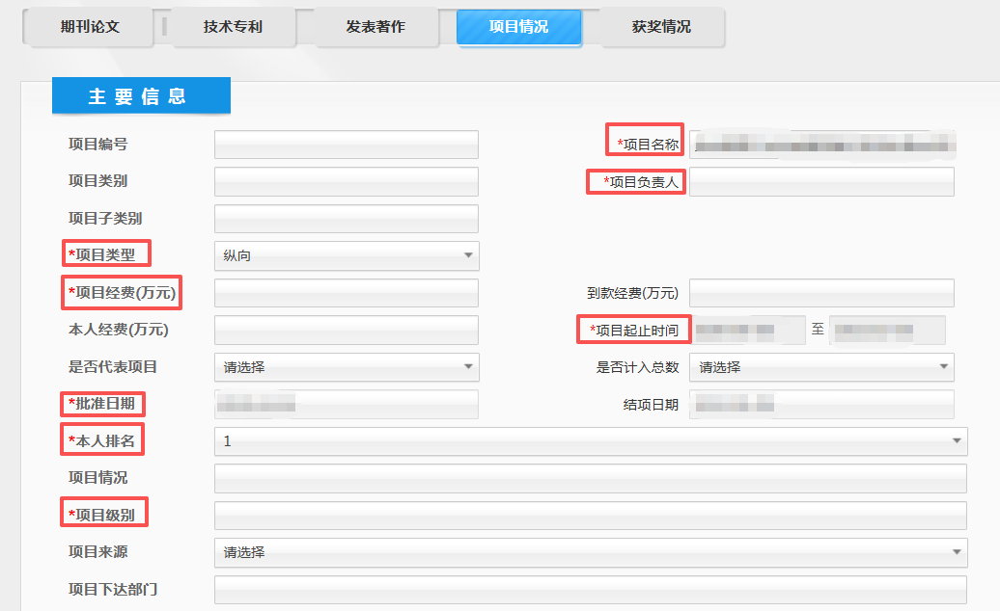 期刊论文 技术专利 发表著作 项目情况 获奖情况
主要信息
项目编号 *项目名称
项目类别 *项目负责人
项目子类别
*项目类型 纵向
*项目经费(万元) 到款经费(万元)
本人经费(万元) *项目起止时间 至
是否代表项目 请选择 是否计入总数 请选择
*批准日期 结项日期
*本人排名 1
项目情况
*项目级别
项目来源 请选择
项目下达部门